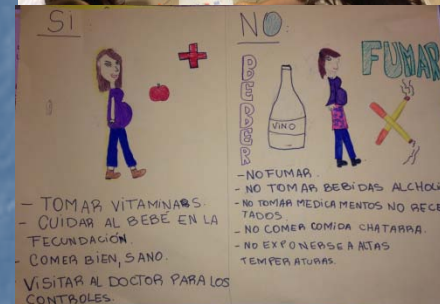 SI
- TOMAR VITAMINAS.
- CUIDAR AL BEBÉ EN LA
FECUNDACIÓN.
- COMER BIEN, SANO.
VISITAR AL DOCTOR PARA LOS
CONTROLES.
NO:
BEBER
VINO
FUMAR
- NO FUMAR.
- NO TOMAR BEBIDAS ALCHOL
- NO TOMAR MEDICAMENTOS NO RECE
TADOS.
- NO COMER COMIDA CHATARRA.
- NO EXPONERSE A ALTAS
TEMPERATURAS.